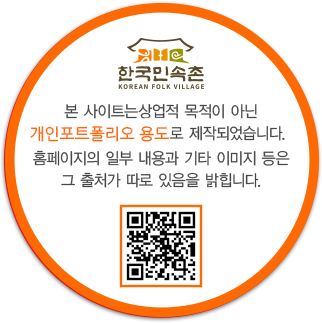 한국민속촌
KOREAN FOLK VILLAGE
본 사이트는상업적 목적이 아닌
개인포트폴리오 용도로 제작되었습니다.
홈페이지의 일부 내용과 기타 이미지 등은
그 출처가 따로 있음을 밝힙니다.